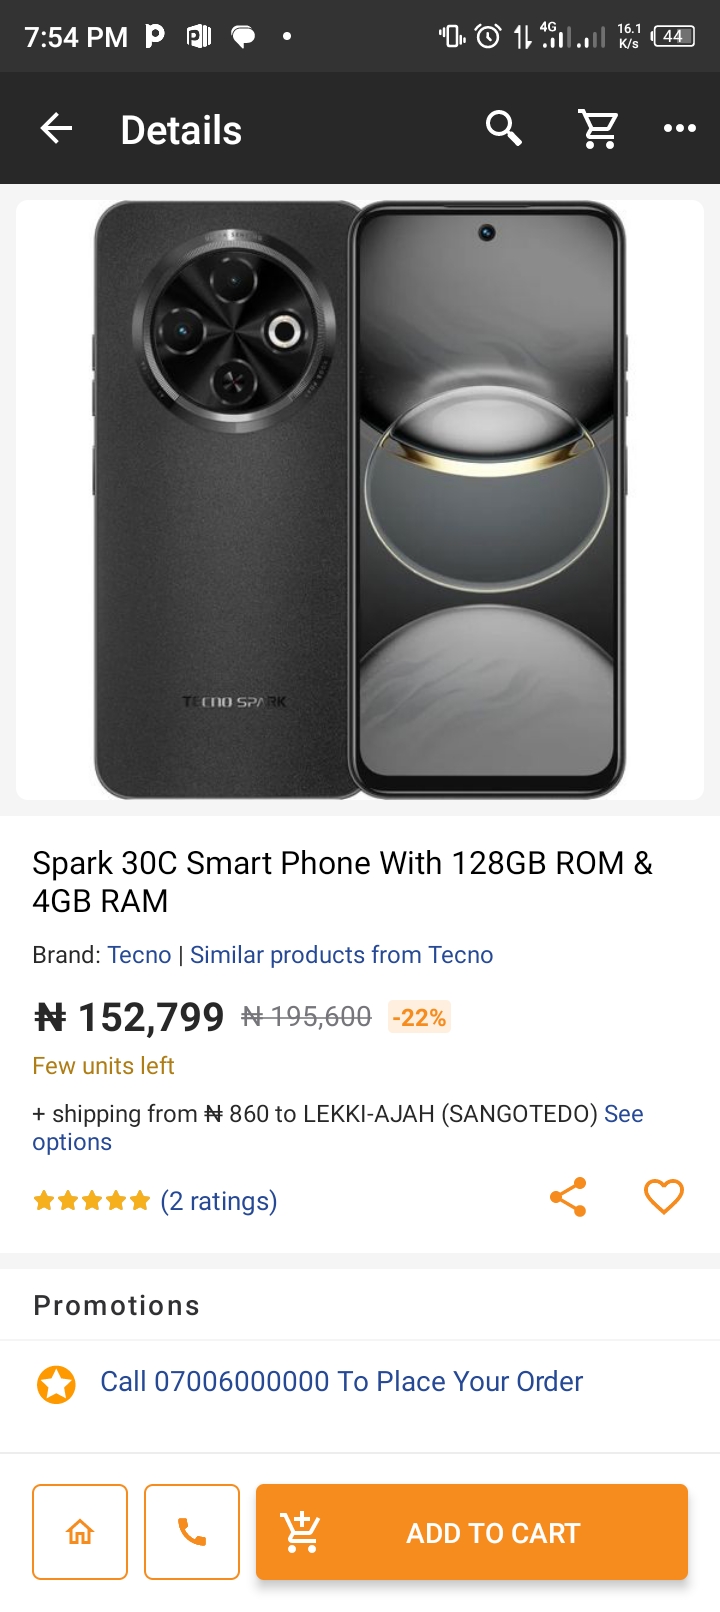 7:54 PM
4G
16.1
K/s
44
Details
TECNO SPARK
Spark 30C Smart Phone With 128GB ROM &
4GB RAM
Brand: Tecno | Similar products from Tecno
₦ 152,799 ₦ 195,600 -22%
Few units left
+ shipping from ₦ 860 to LEKKI-AJAH (SANGOTEDO) See
options
(2 ratings)
Promotions
Call 07006000000 To Place Your Order
ADD TO CART